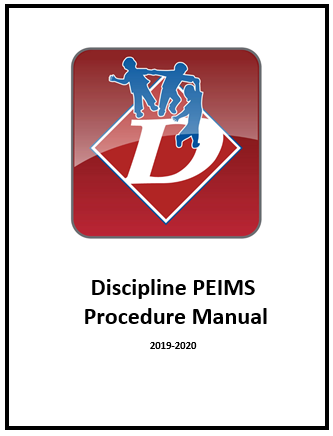 D
Discipline PEIMS
Procedure Manual
2019-2020